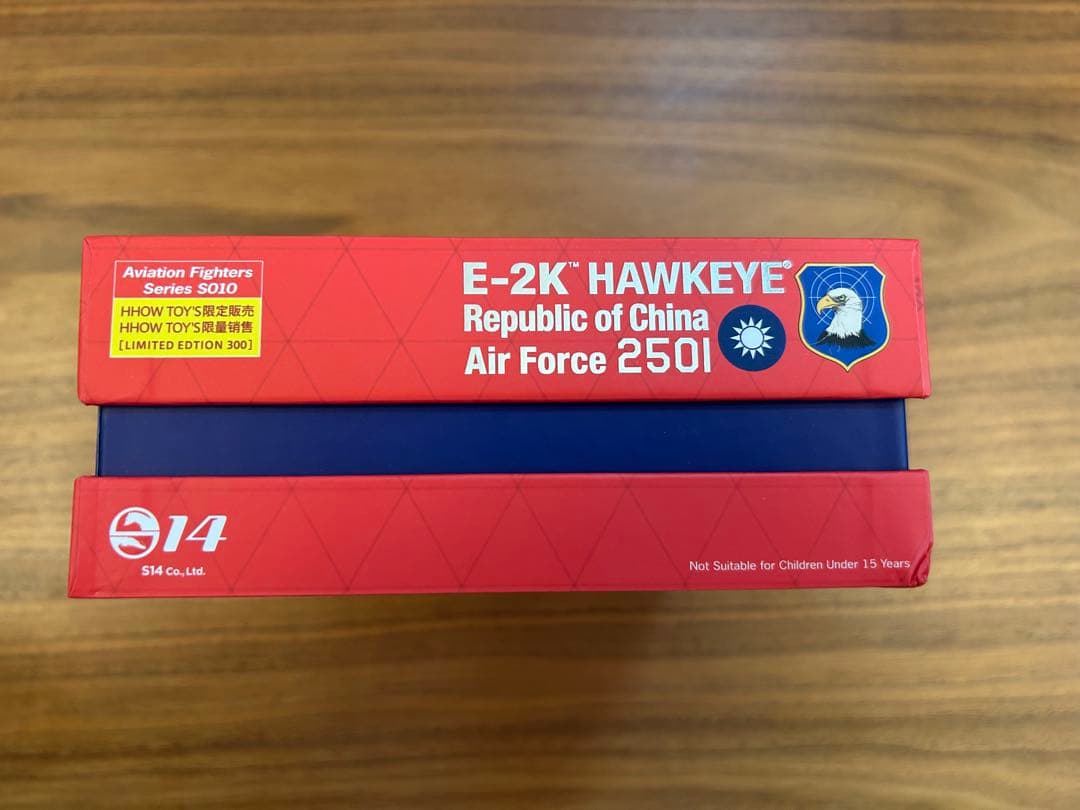 Aviation Fighters
Series S010
HHOW TOY'S限定販売
HHOW TOY'S限量销售
[LIMITED EDTION 300]
E-2K™ HAWKEYE®
Republic of China
Air Force 2501
S14
S14 Co.,Ltd.
Not Suitable for Children Under 15 Years